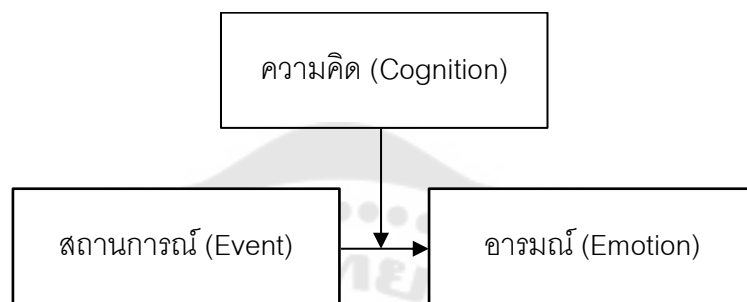 ความคิด (Cognition)
สถานการณ์ (Event)
อารมณ์ (Emotion)